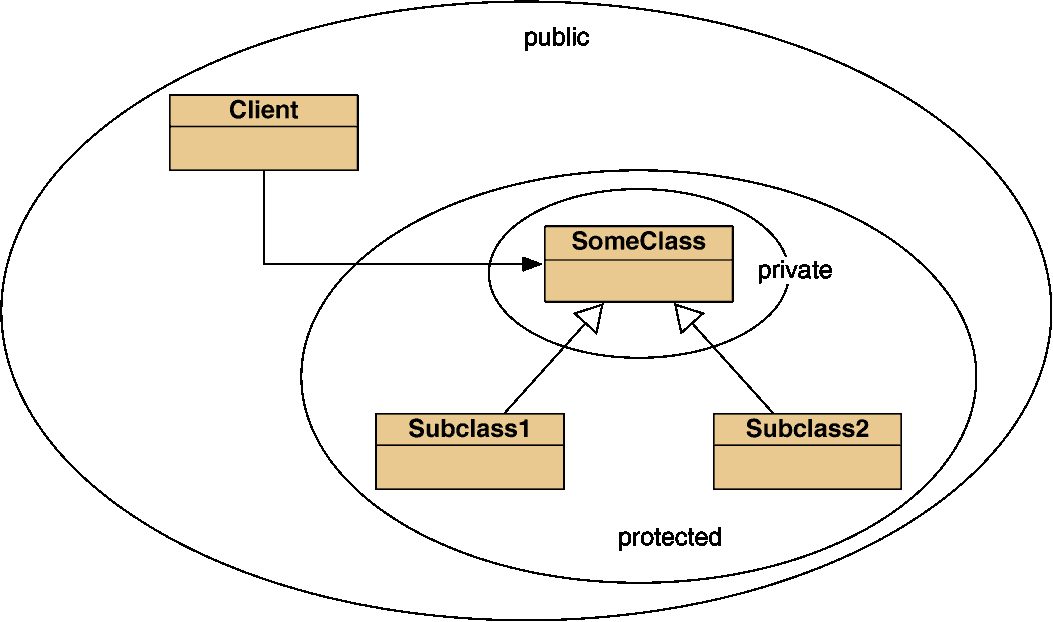 public
Client
SomeClass
private
Subclass1
Subclass2
protected